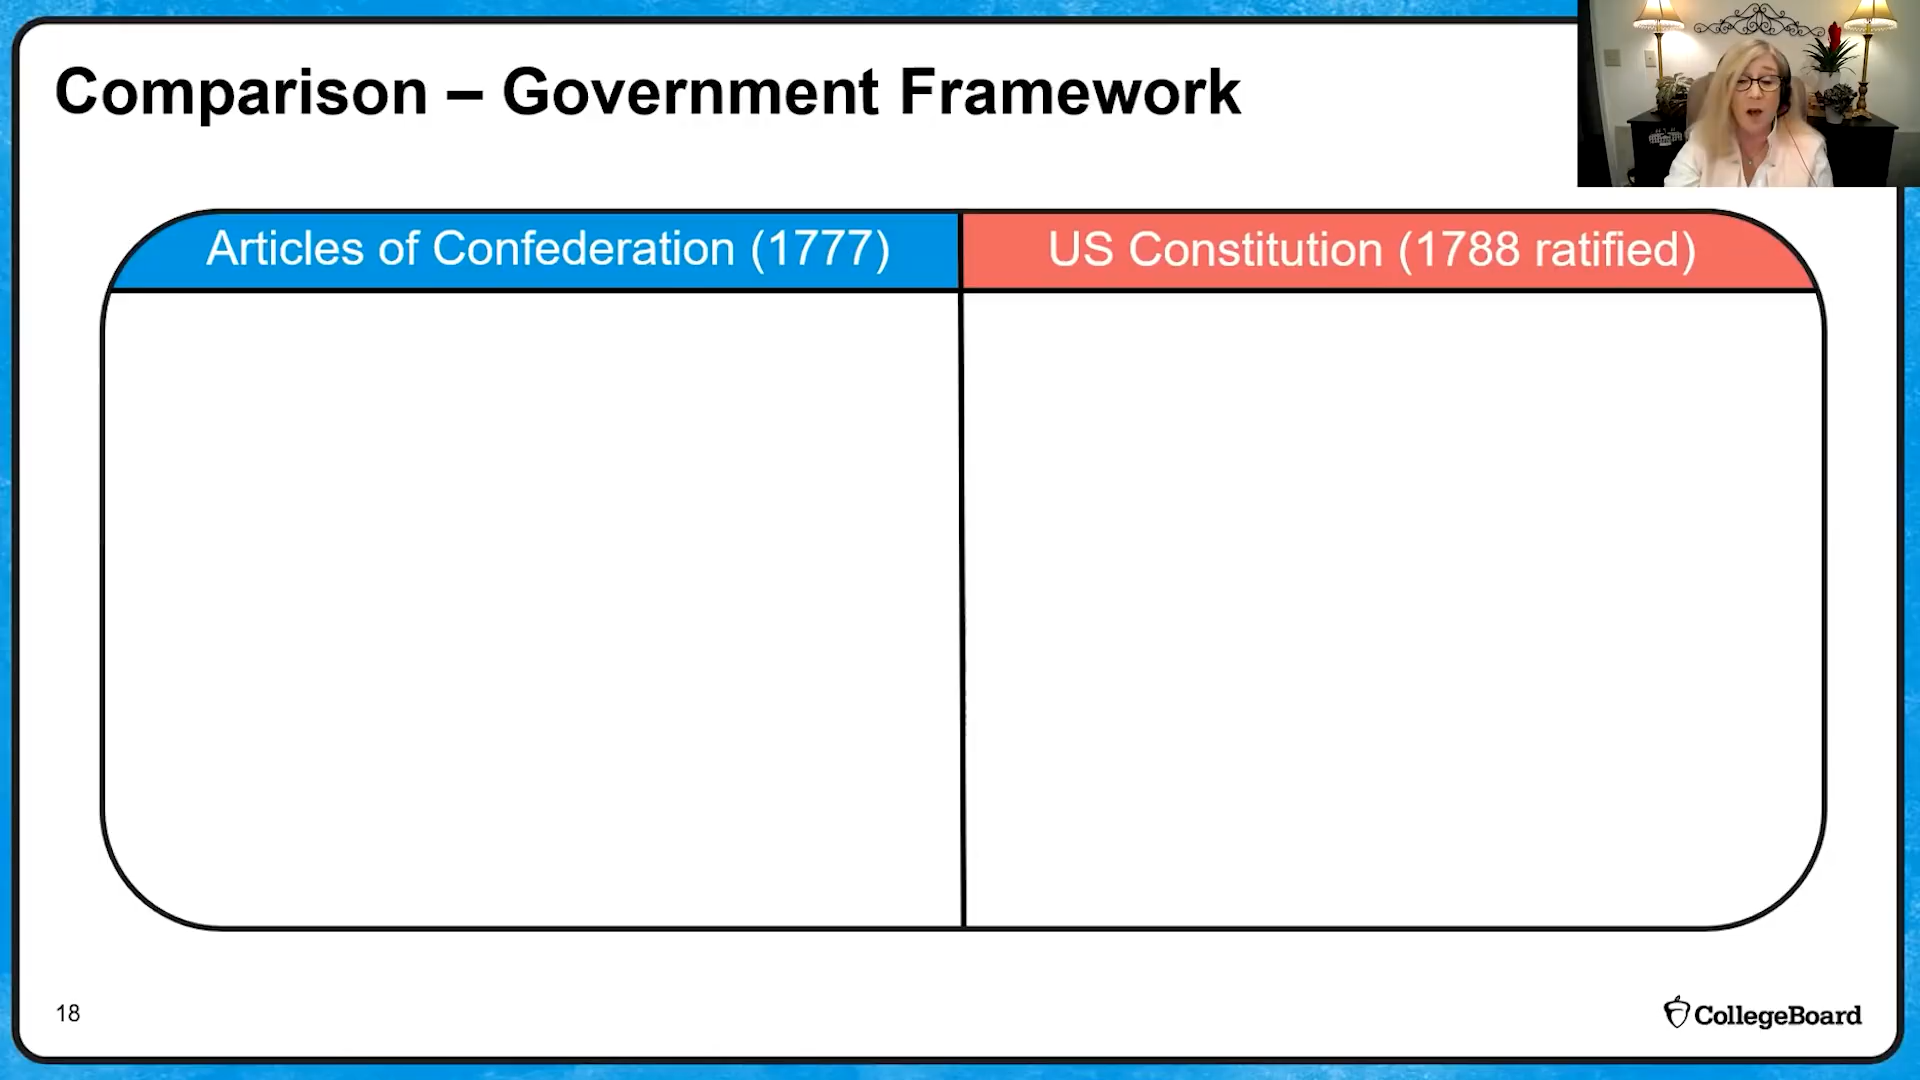 Comparison – Government Framework
Articles of Confederation (1777)
US Constitution (1788 ratified)
18
CollegeBoard